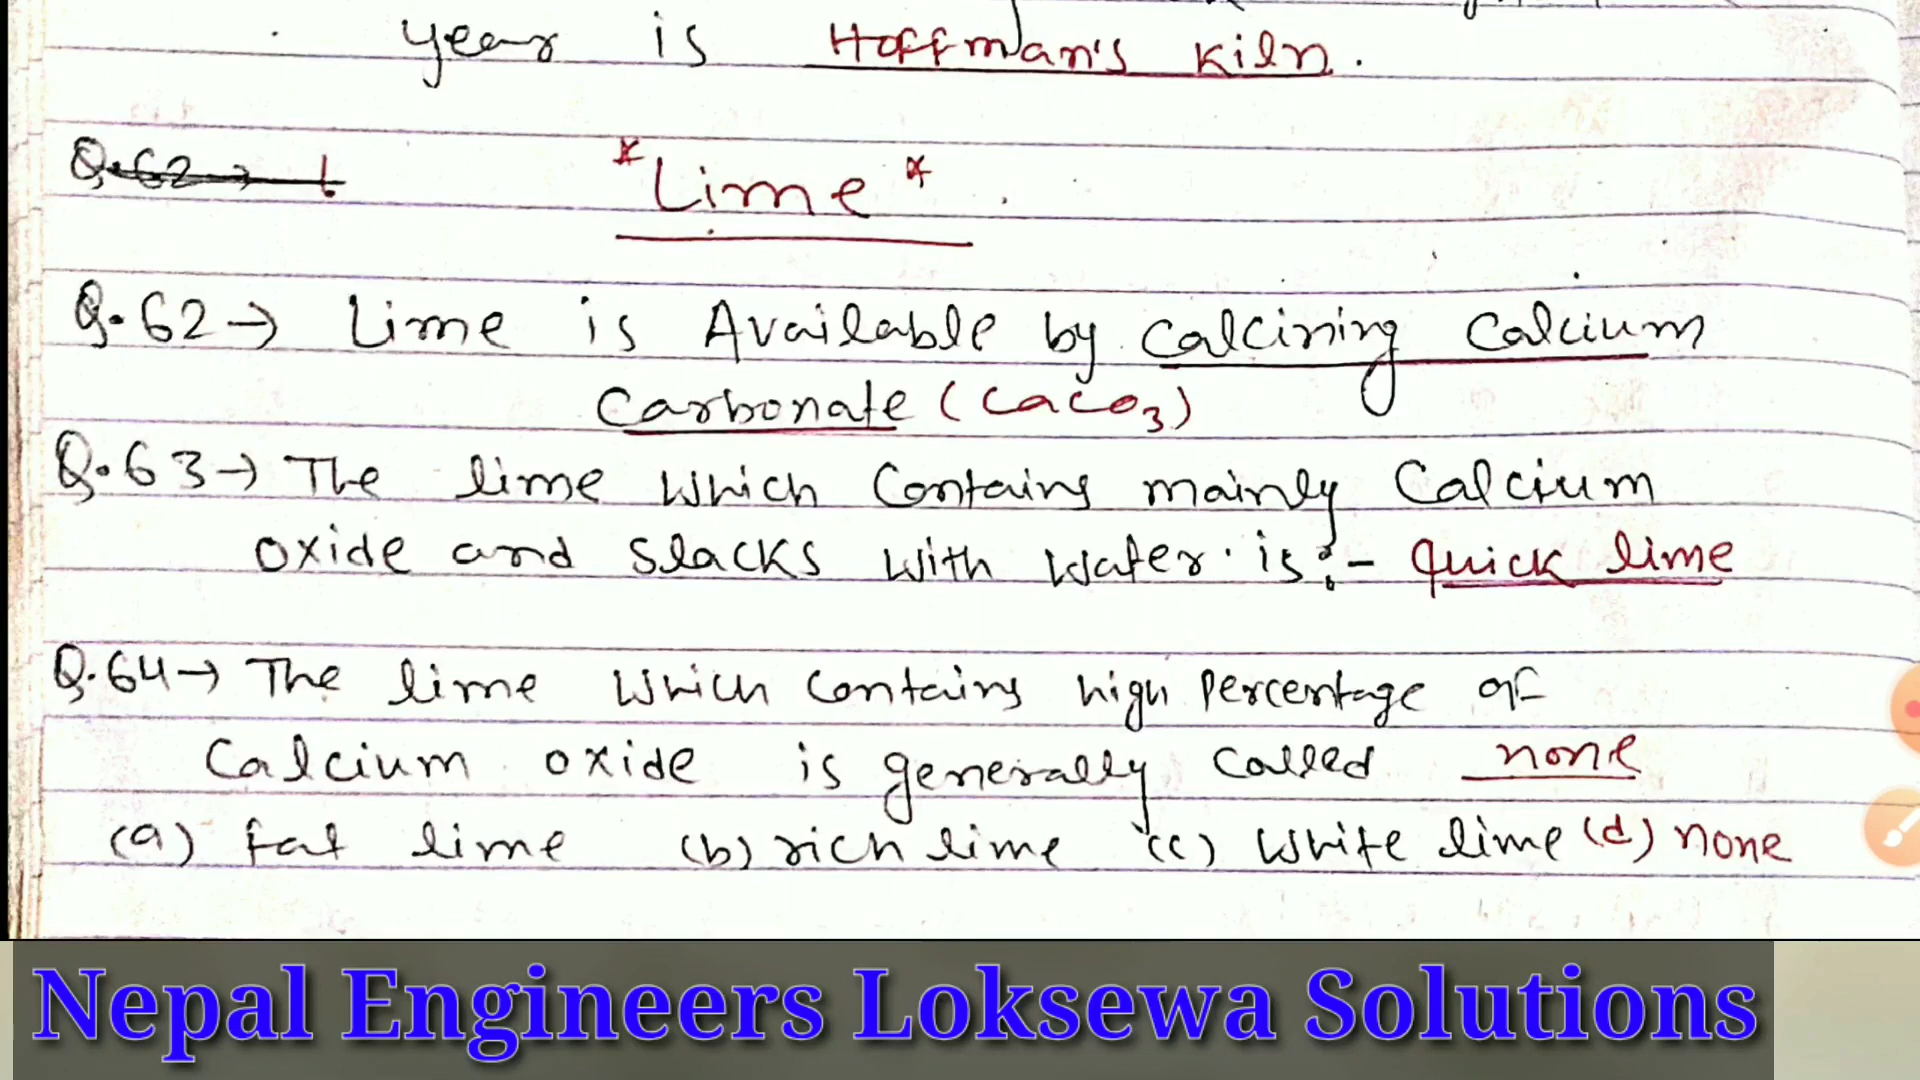 year is Hoffman's Kiln.
Q.62→ L
*Lime*
Q.62→ Lime is Available by calcining Calcium
Carbonate (CaCO3)
Q.63→ The lime which Contains mainly Calcium
oxide and slacks with water is:- quick lime
Q.64→ The lime which contains high Percentage of
Calcium oxide is generally called none
(a) fat lime (b) rich lime (c) white lime (d) none
Nepal Engineers Loksewa Solutions